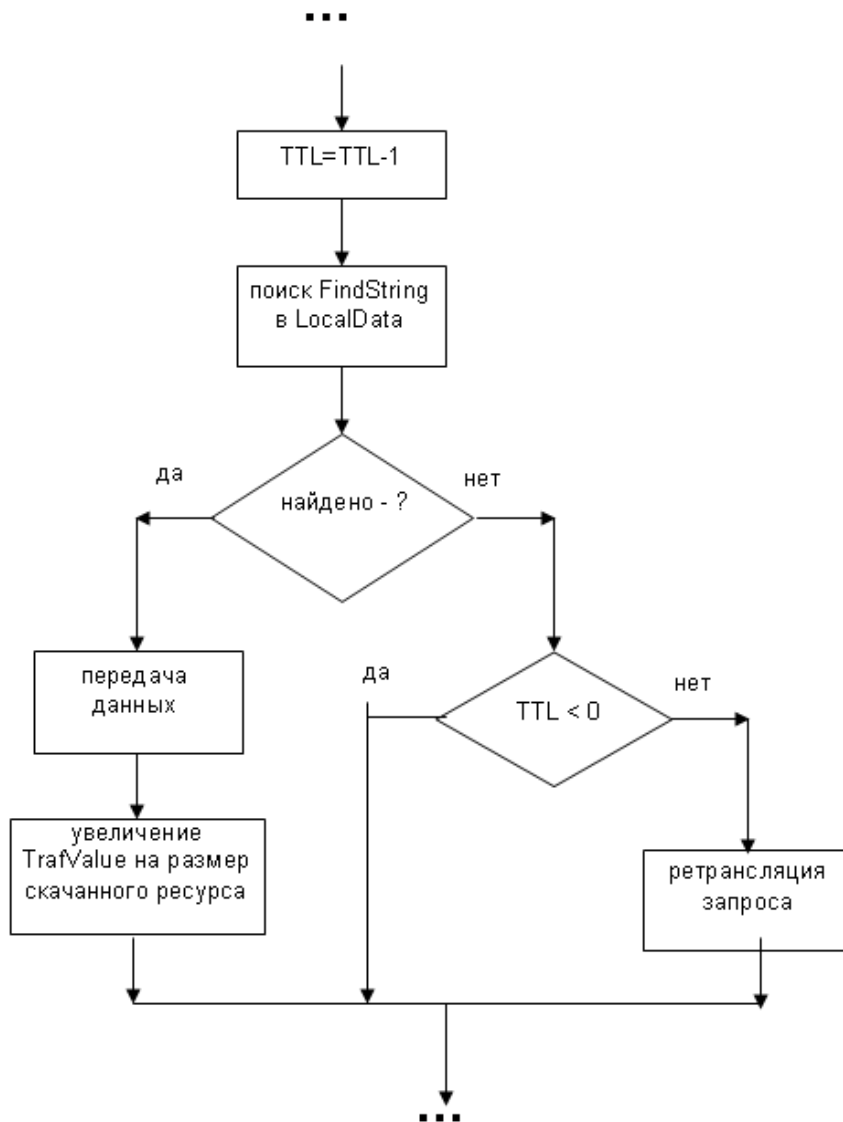 ...
TTL=TTL-1
поиск FindString
в LocalData
да
нет
найдено - ?
передача
данных
да
нет
TTL < 0
увеличение
TrafValue на размер
скачанного ресурса
ретрансляция
запроса
...